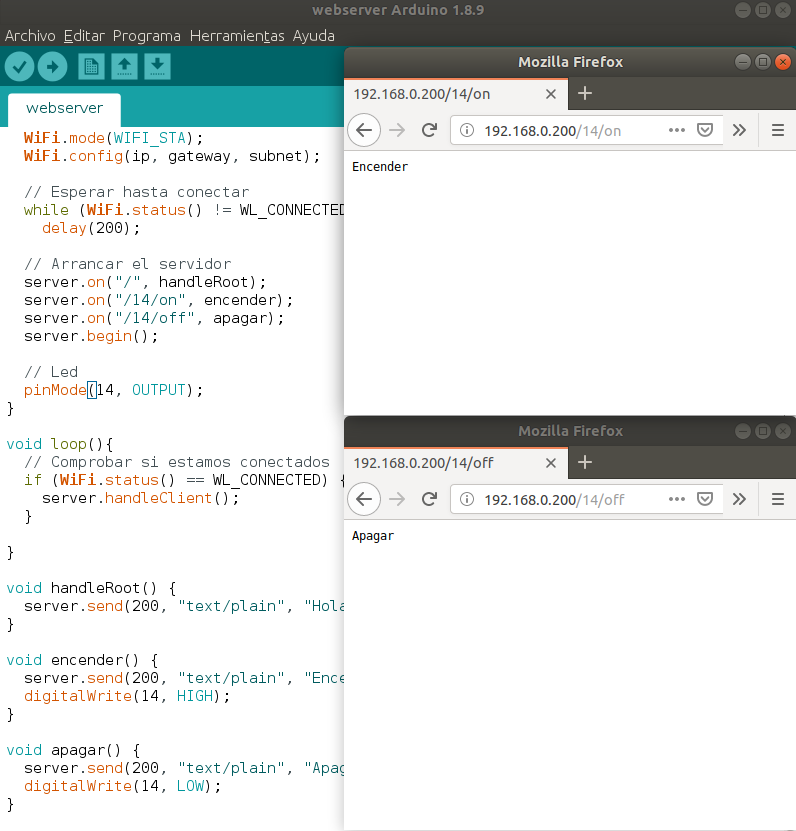 webserver Arduino 1.8.9
Archivo Editar Programa Herramientas Ayuda
webserver
WiFi.mode(WIFI_STA);
WiFi.config(ip, gateway, subnet);
// Esperar hasta conectar
while (WiFi.status() != WL_CONNECTED
delay(200);
// Arrancar el servidor
server.on("/", handleRoot);
server.on("/14/on", encender);
server.on("/14/off", apagar);
server.begin();
// Led
pinMode(14, OUTPUT);
}
void loop(){
// Comprobar si estamos conectados
if (WiFi.status() == WL_CONNECTED) {
server.handleClient();
}
}
void handleRoot() {
server.send(200, "text/plain", "Hola
}
void encender() {
server.send(200, "text/plain", "Ence
digitalWrite(14, HIGH);
}
void apagar() {
server.send(200, "text/plain", "Apag
digitalWrite(14, LOW);
}
Mozilla Firefox
192.168.0.200/14/on
192.168.0.200/14/on
Encender
Mozilla Firefox
192.168.0.200/14/off
192.168.0.200/14/off
Apagar